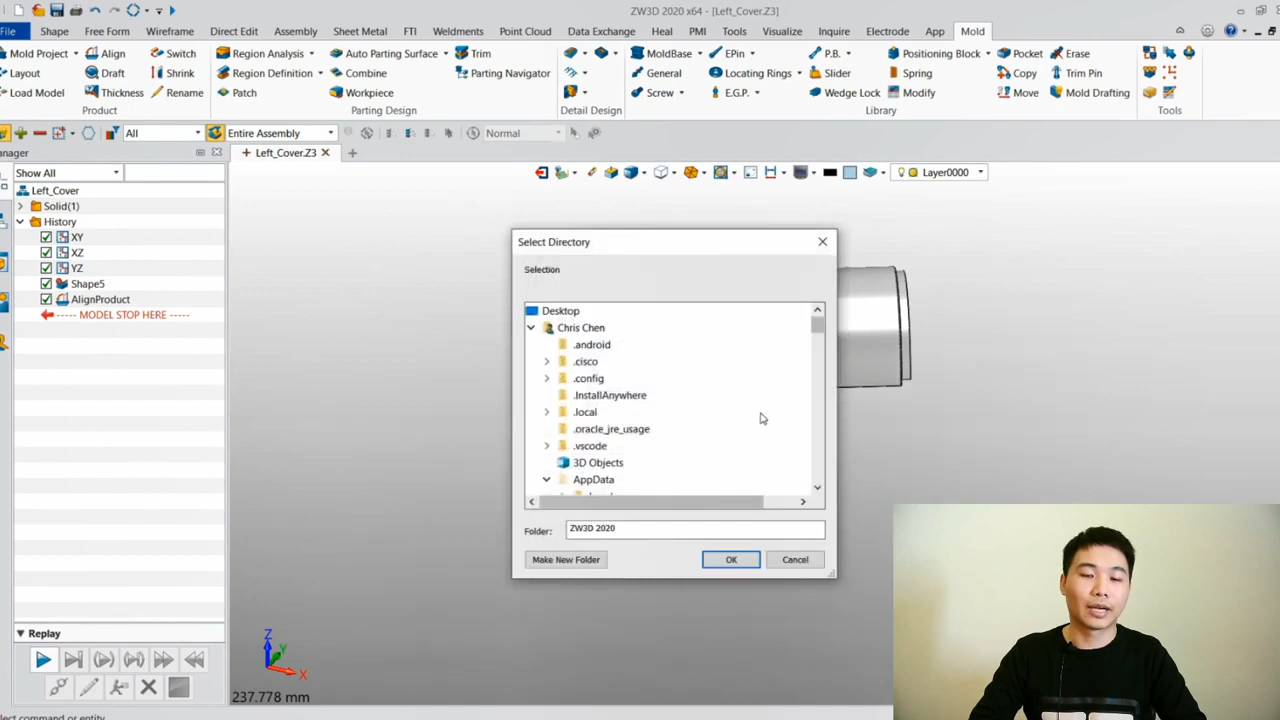 ZW3D 2020 x64 - [Left_Cover.Z3]
File Shape Free Form Wireframe Direct Edit Assembly Sheet Metal FTI Weldments Point Cloud Data Exchange Heal PMI Tools Visualize Inquire Electrode App Mold
Mold Project Align Switch Region Analysis Auto Parting Surface Trim MoldBase EPin P.B. Positioning Block Pocket Erase
Layout Draft Shrink Region Definition Combine Parting Navigator General Locating Rings Slider Spring Copy Trim Pin
Load Model Thickness Rename Patch Workpiece Screw E.G.P. Wedge Lock Modify Move Mold Drafting
Product Parting Design Detail Design Library Tools
All Entire Assembly Normal
anager Left_Cover.Z3
Show All Layer0000
Left_Cover
Solid(1)
History
XY
XZ
YZ
Shape5
AlignProduct
----- MODEL STOP HERE -----
Select Directory
Selection
Desktop
Chris Chen
.android
.cisco
.config
.InstallAnywhere
.local
.oracle_jre_usage
.vscode
3D Objects
AppData
Folder: ZW3D 2020
Make New Folder OK Cancel
Replay
Z
Y
X
237.778 mm
elect command or entity.